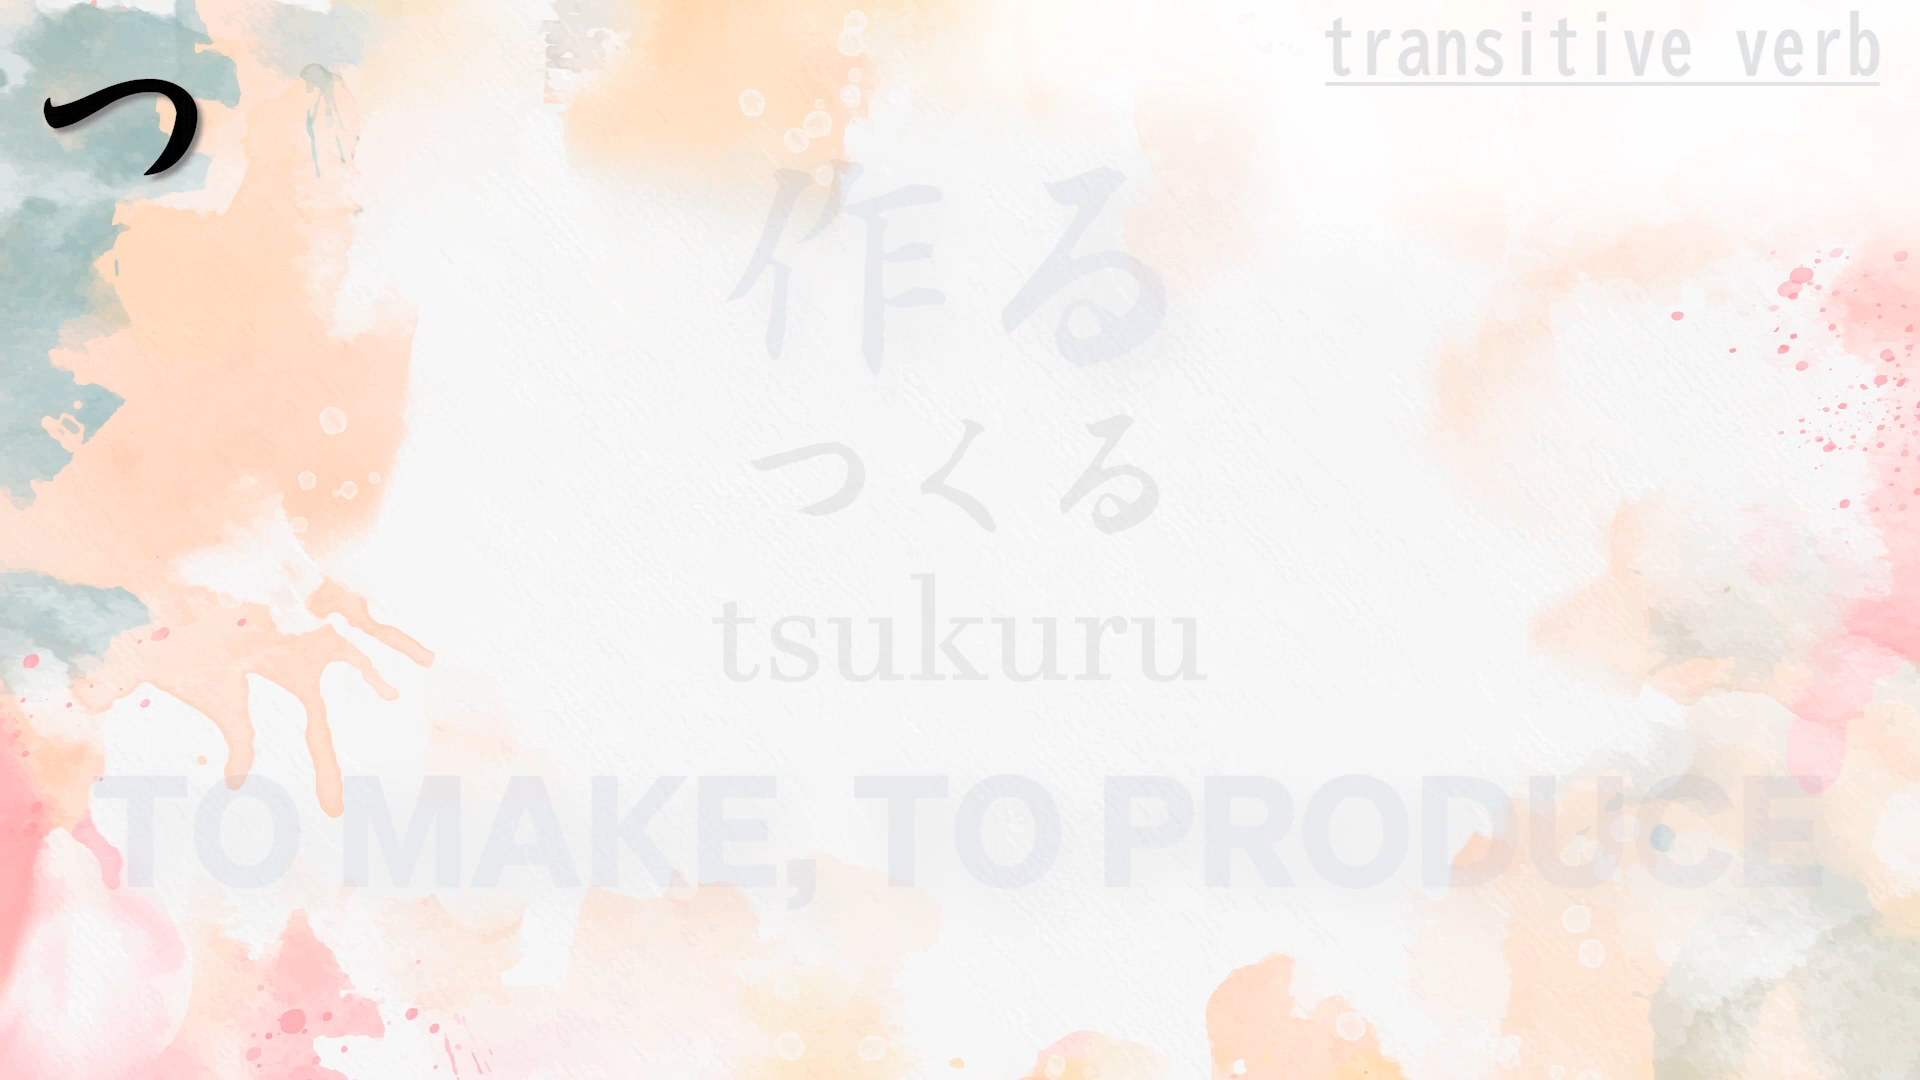 つ
transitive verb
作る
つくる
tsukuru
TO MAKE, TO PRODUCE